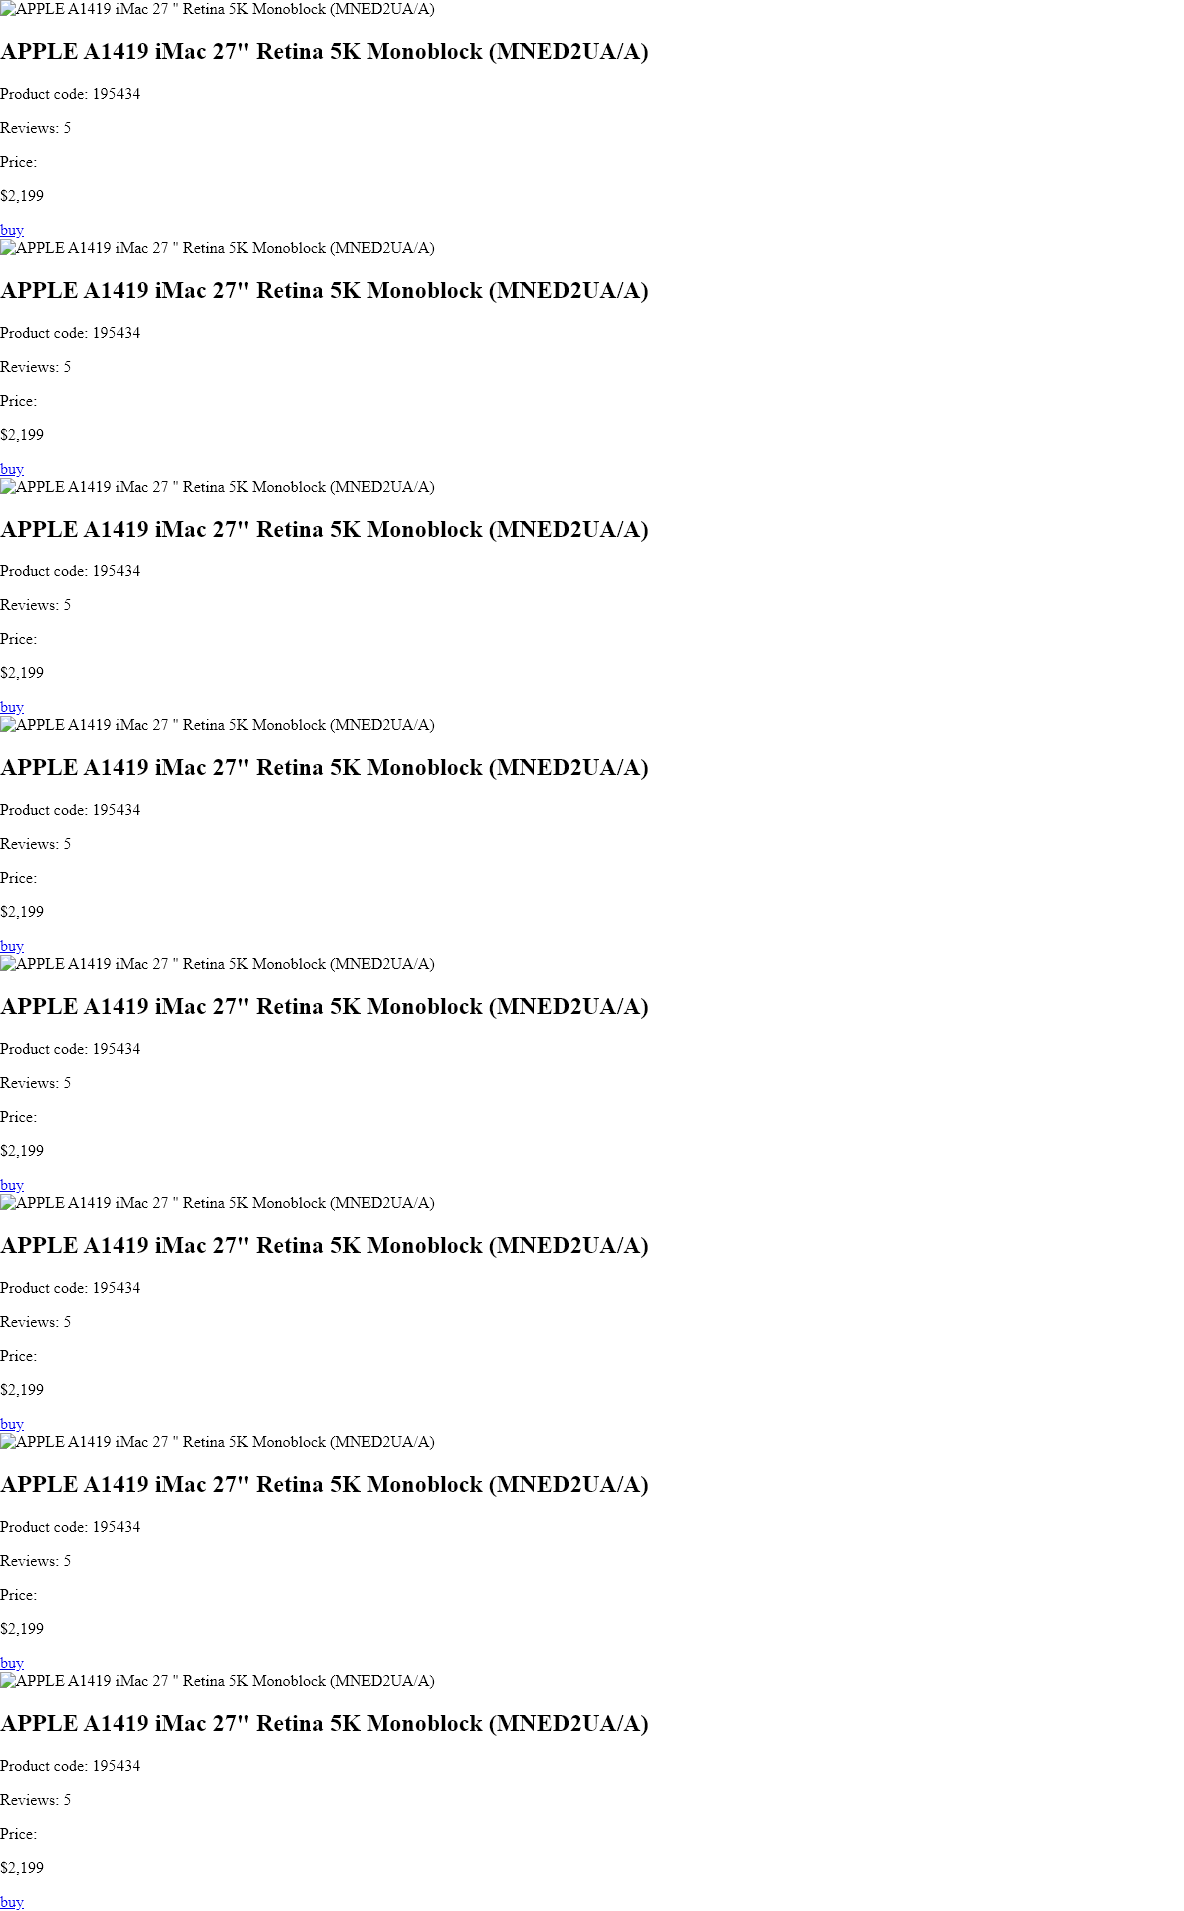 APPLE A1419 iMac 27 " Retina 5K Monoblock (MNED2UA/A)
APPLE A1419 iMac 27" Retina 5K Monoblock (MNED2UA/A)
Product code: 195434
Reviews: 5
Price:
$2,199
buy
APPLE A1419 iMac 27 " Retina 5K Monoblock (MNED2UA/A)
APPLE A1419 iMac 27" Retina 5K Monoblock (MNED2UA/A)
Product code: 195434
Reviews: 5
Price:
$2,199
buy
APPLE A1419 iMac 27 " Retina 5K Monoblock (MNED2UA/A)
APPLE A1419 iMac 27" Retina 5K Monoblock (MNED2UA/A)
Product code: 195434
Reviews: 5
Price:
$2,199
buy
APPLE A1419 iMac 27 " Retina 5K Monoblock (MNED2UA/A)
APPLE A1419 iMac 27" Retina 5K Monoblock (MNED2UA/A)
Product code: 195434
Reviews: 5
Price:
$2,199
buy
APPLE A1419 iMac 27 " Retina 5K Monoblock (MNED2UA/A)
APPLE A1419 iMac 27" Retina 5K Monoblock (MNED2UA/A)
Product code: 195434
Reviews: 5
Price:
$2,199
buy
APPLE A1419 iMac 27 " Retina 5K Monoblock (MNED2UA/A)
APPLE A1419 iMac 27" Retina 5K Monoblock (MNED2UA/A)
Product code: 195434
Reviews: 5
Price:
$2,199
buy
APPLE A1419 iMac 27 " Retina 5K Monoblock (MNED2UA/A)
APPLE A1419 iMac 27" Retina 5K Monoblock (MNED2UA/A)
Product code: 195434
Reviews: 5
Price:
$2,199
buy
APPLE A1419 iMac 27 " Retina 5K Monoblock (MNED2UA/A)
APPLE A1419 iMac 27" Retina 5K Monoblock (MNED2UA/A)
Product code: 195434
Reviews: 5
Price:
$2,199
buy